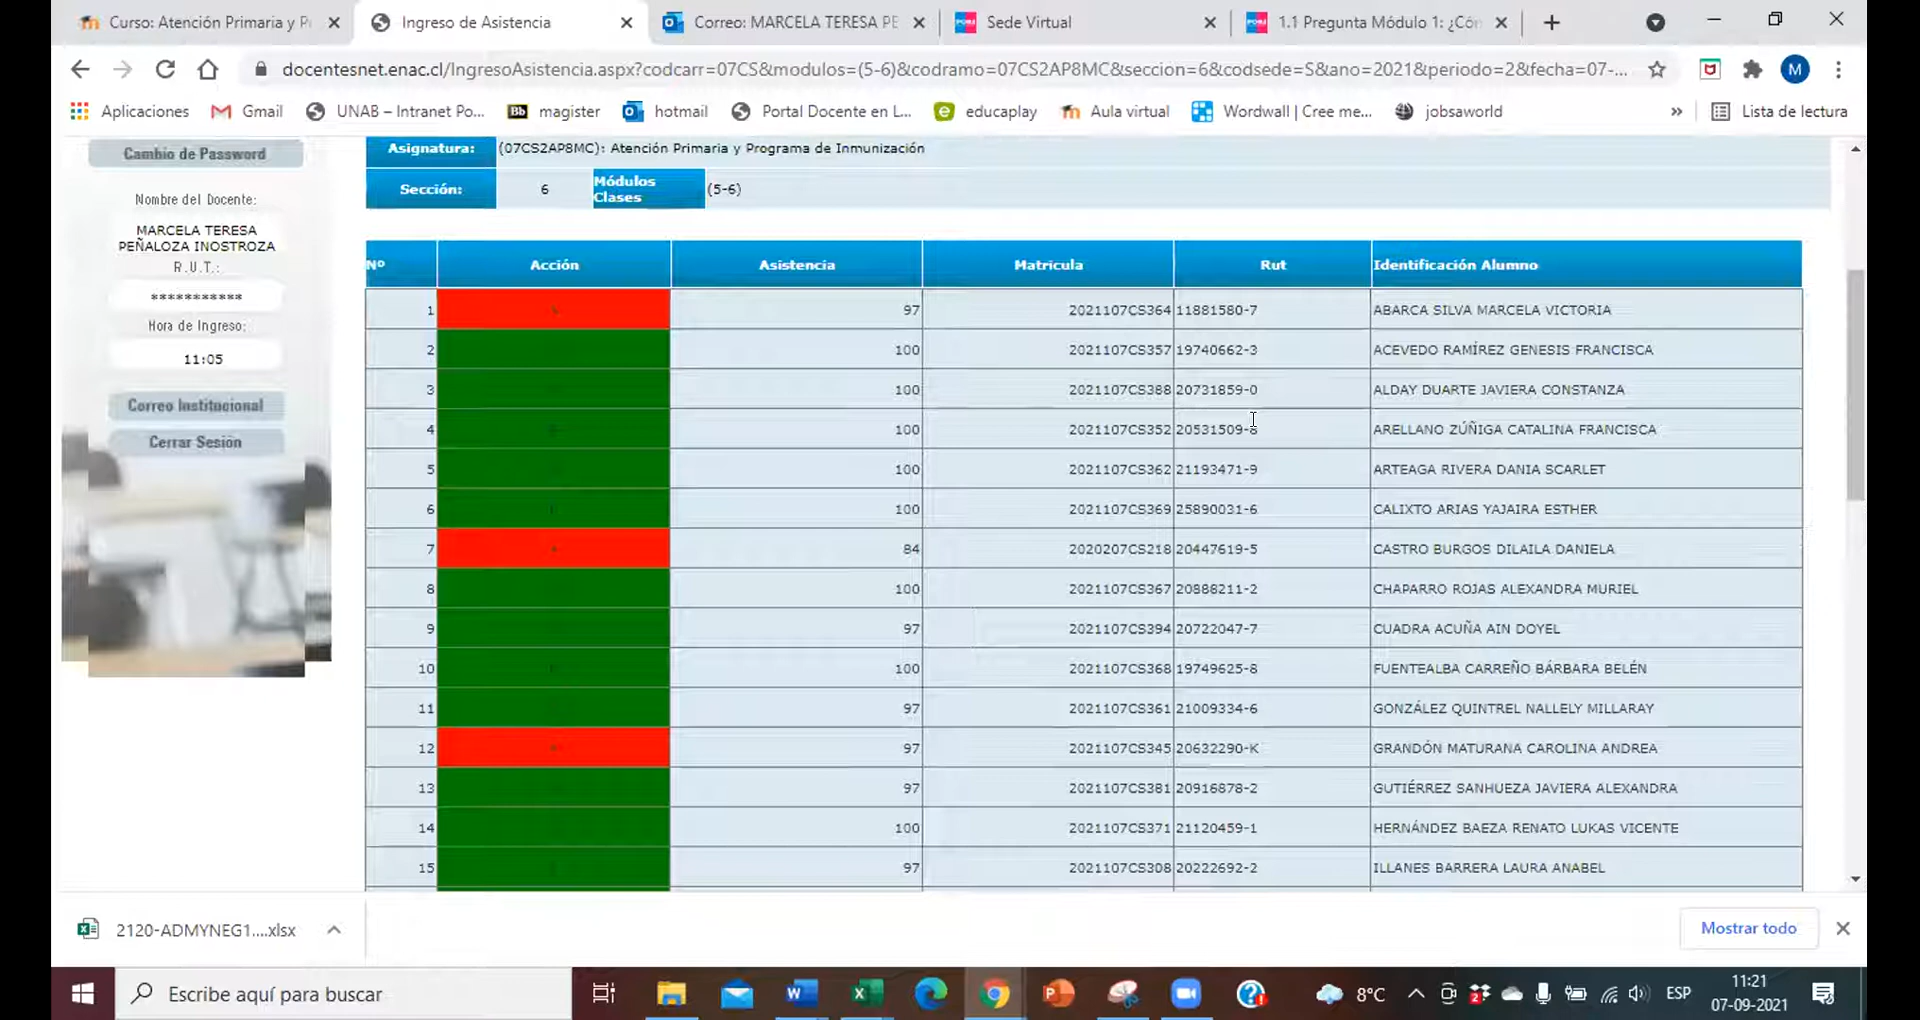 Curso: Atención Primaria y P
Ingreso de Asistencia
Correo: MARCELA TERESA PE
Sede Virtual
1.1 Pregunta Módulo 1: ¿Cón
docentesnet.enac.cl/IngresoAsistencia.aspx?codcarr=07CS&modulos=(5-6)&codramo=07CS2AP8MC&seccion=6&codsede=S&ano=2021&periodo=2&fecha=07-...
M
Aplicaciones
Gmail
UNAB – Intranet Po...
Bb magister
hotmail
Portal Docente en L...
educaplay
Aula virtual
Wordwall | Cree me...
jobsaworld
»
Lista de lectura
Cambio de Password
Nombre del Docente:
MARCELA TERESA
PEÑALOZA INOSTROZA
R.U.T.:
***********
Hora de Ingreso:
11:05
Correo Institucional
Cerrar Sesión
Asignatura: (07CS2AP8MC): Atención Primaria y Programa de Inmunización
Sección: 6 Módulos Clases (5-6)
Nº Acción Asistencia Matricula Rut Identificación Alumno
1 97 2021107CS364 11881580-7 ABARCA SILVA MARCELA VICTORIA
2 100 2021107CS357 19740662-3 ACEVEDO RAMÍREZ GENESIS FRANCISCA
3 100 2021107CS388 20731859-0 ALDAY DUARTE JAVIERA CONSTANZA
4 100 2021107CS352 20531509-8 ARELLANO ZÚÑIGA CATALINA FRANCISCA
5 100 2021107CS362 21193471-9 ARTEAGA RIVERA DANIA SCARLET
6 100 2021107CS369 25890031-6 CALIXTO ARIAS YAJAIRA ESTHER
7 84 2020207CS218 20447619-5 CASTRO BURGOS DILAILA DANIELA
8 100 2021107CS367 20888211-2 CHAPARRO ROJAS ALEXANDRA MURIEL
9 97 2021107CS394 20722047-7 CUADRA ACUÑA AIN DOYEL
10 100 2021107CS368 19749625-8 FUENTEALBA CARREÑO BÁRBARA BELÉN
11 97 2021107CS361 21009334-6 GONZÁLEZ QUINTREL NALLELY MILLARAY
12 97 2021107CS345 20632290-K GRANDÓN MATURANA CAROLINA ANDREA
13 97 2021107CS381 20916878-2 GUTIÉRREZ SANHUEZA JAVIERA ALEXANDRA
14 100 2021107CS371 21120459-1 HERNÁNDEZ BAEZA RENATO LUKAS VICENTE
15 97 2021107CS308 20222692-2 ILLANES BARRERA LAURA ANABEL
2120-ADMYNEG1....xlsx
Mostrar todo
Escribe aquí para buscar
8°C
ESP
11:21
07-09-2021